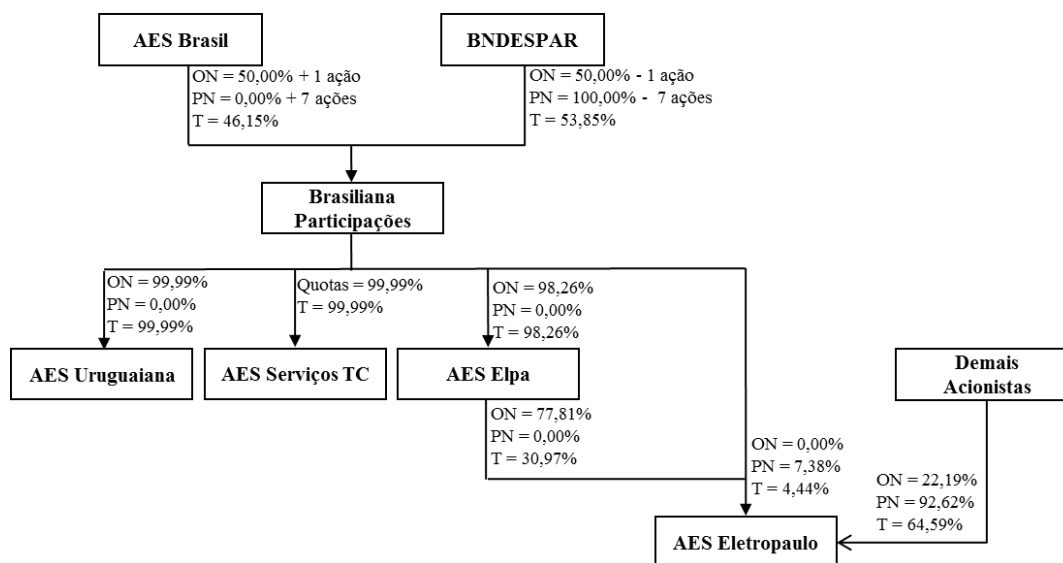 AES Brasil
BNDESPAR
ON = 50,00% + 1 ação
PN = 0,00% + 7 ações
T = 46,15%
ON = 50,00% - 1 ação
PN = 100,00% - 7 ações
T = 53,85%
Brasiliana
Participações
ON = 99,99%
PN = 0,00%
T = 99,99%
Quotas = 99,99%
T = 99,99%
ON = 98,26%
PN = 0,00%
T = 98,26%
AES Uruguaiana
AES Serviços TC
AES Elpa
Demais
Acionistas
ON = 77,81%
PN = 0,00%
T = 30,97%
ON = 0,00%
PN = 7,38%
T = 4,44%
ON = 22,19%
PN = 92,62%
T = 64,59%
AES Eletropaulo